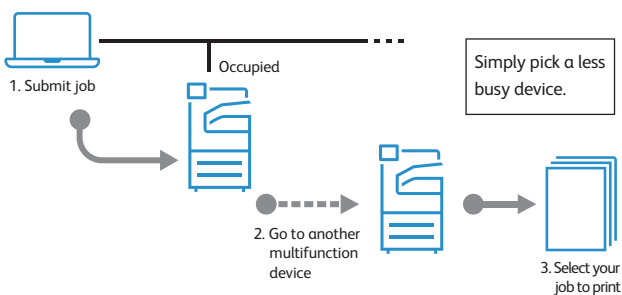 1. Submit job
Occupied
Simply pick a less
busy device.
2. Go to another
multifunction
device
3. Select your
job to print